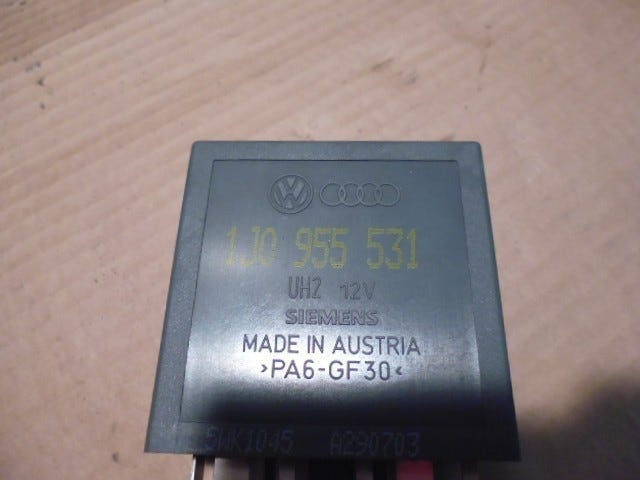 1J0 955 531
UH2 12V
SIEMENS
MADE IN AUSTRIA
>PA6-GF30<
5WK1045 A290703